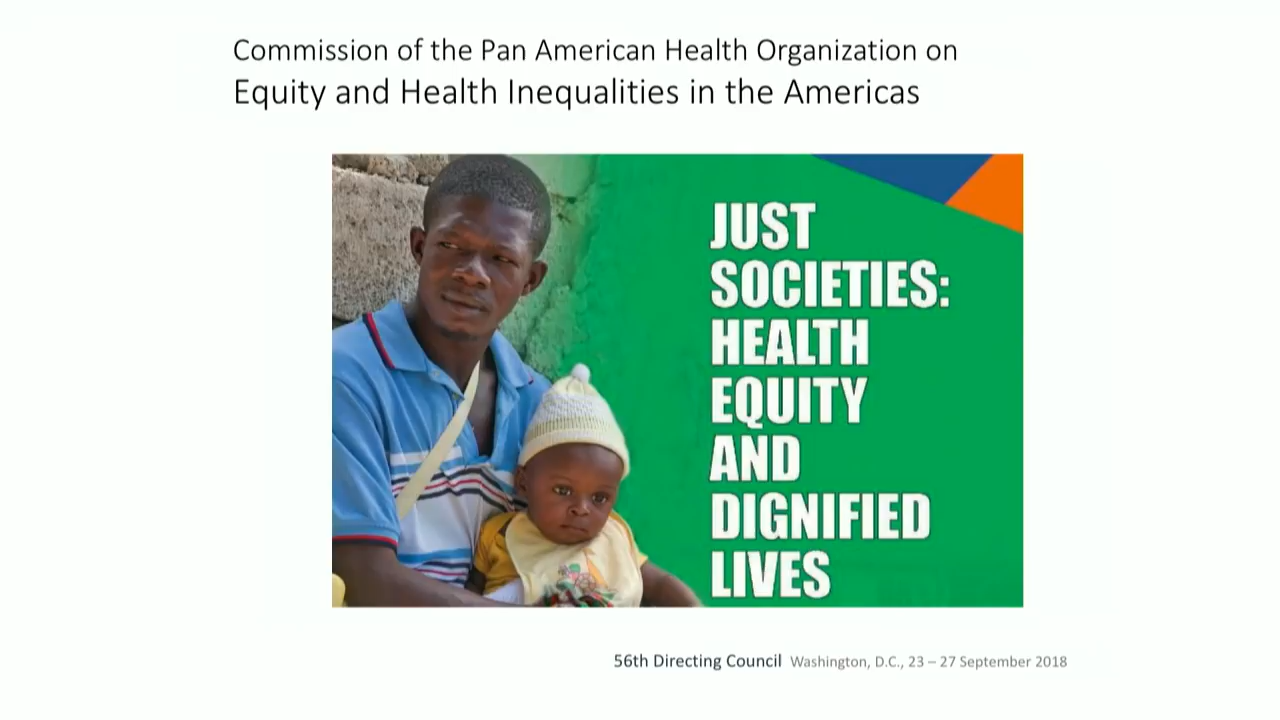 Commission of the Pan American Health Organization on
Equity and Health Inequalities in the Americas
JUST
SOCIETIES:
HEALTH
EQUITY
AND
DIGNIFIED
LIVES
56th Directing Council Washington, D.C., 23 – 27 September 2018